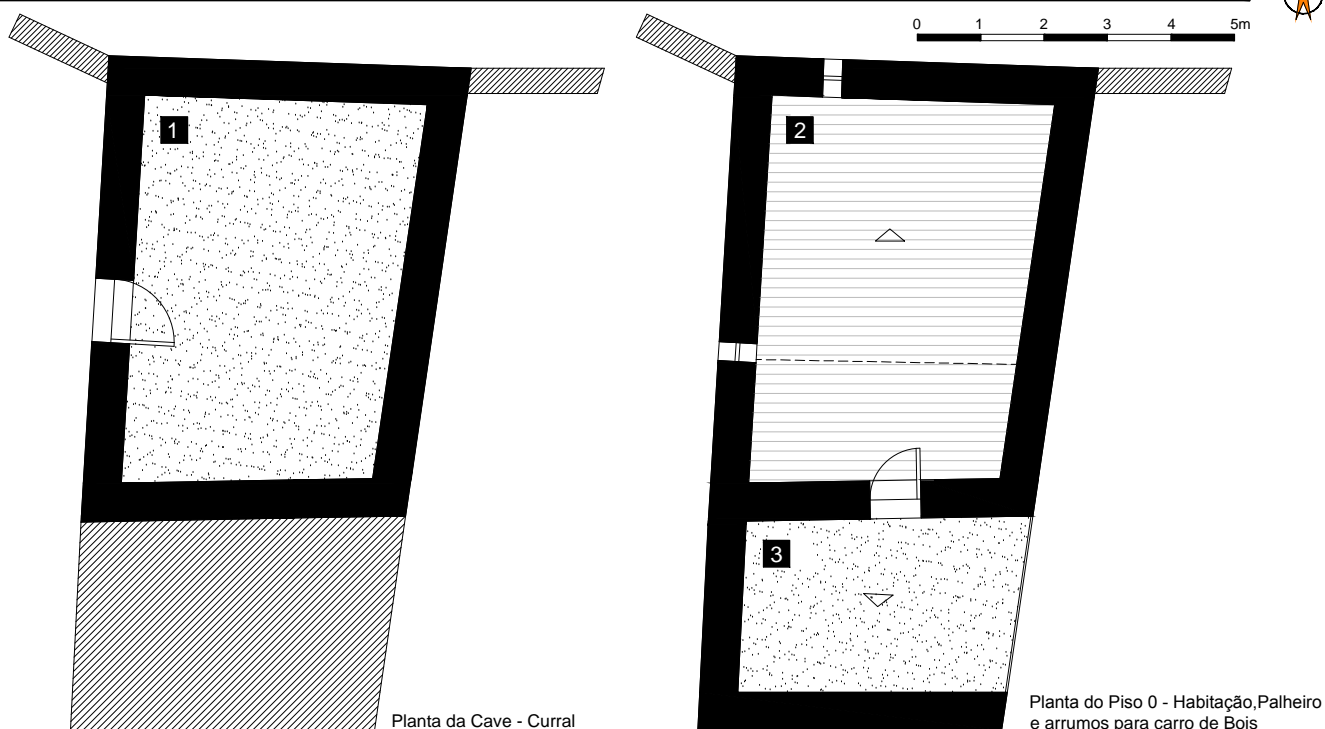 0 1 2 3 4 5m
1
2
3
Planta da Cave - Curral
Planta do Piso 0 - Habitação,Palheiro
e arrumos para carro de Bois